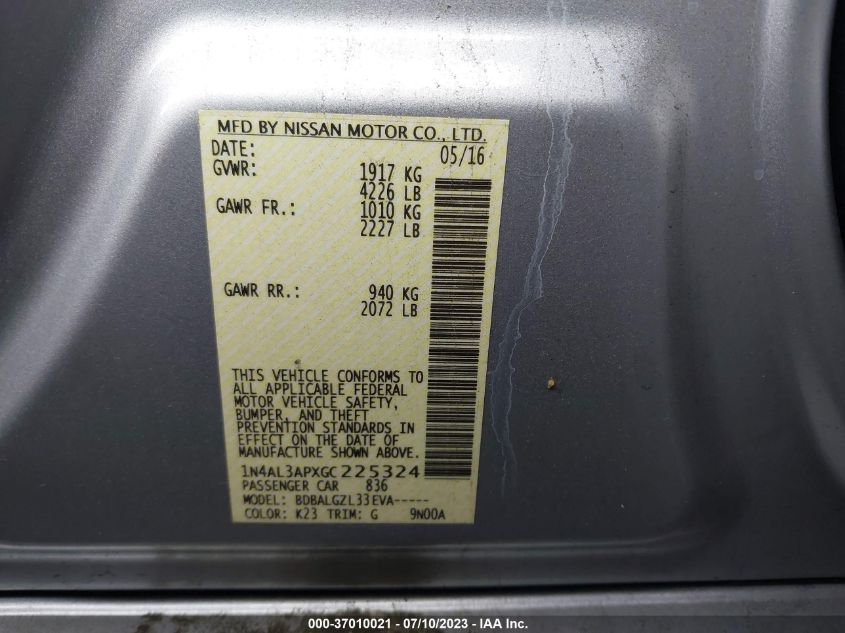 MFD BY NISSAN MOTOR CO., LTD.
DATE: 05/16
GVWR: 1917 KG
4226 LB
GAWR FR.: 1010 KG
2227 LB
GAWR RR.: 940 KG
2072 LB
THIS VEHICLE CONFORMS TO
ALL APPLICABLE FEDERAL
MOTOR VEHICLE SAFETY,
BUMPER, AND THEFT
PREVENTION STANDARDS IN
EFFECT ON THE DATE OF
MANUFACTURE SHOWN ABOVE.
1N4AL3APXGC225324
PASSENGER CAR 836
MODEL: BDBALGZL33EVA-----
COLOR: K23 TRIM: G 9N00A
000-37010021 - 07/10/2023 - IAA Inc.